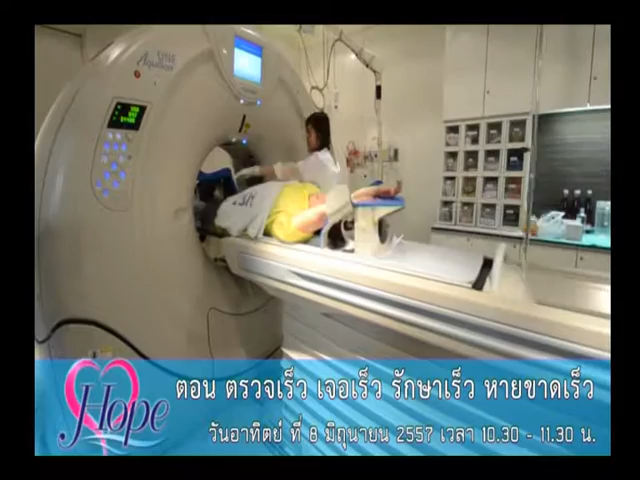 Aquilion
Hope
ตอน ตรวจเร็ว เจอเร็ว รักษาเร็ว หายขาดเร็ว
วันอาทิตย์ ที่ 8 มิถุนายน 2557 เวลา 10.30 - 11.30 น.